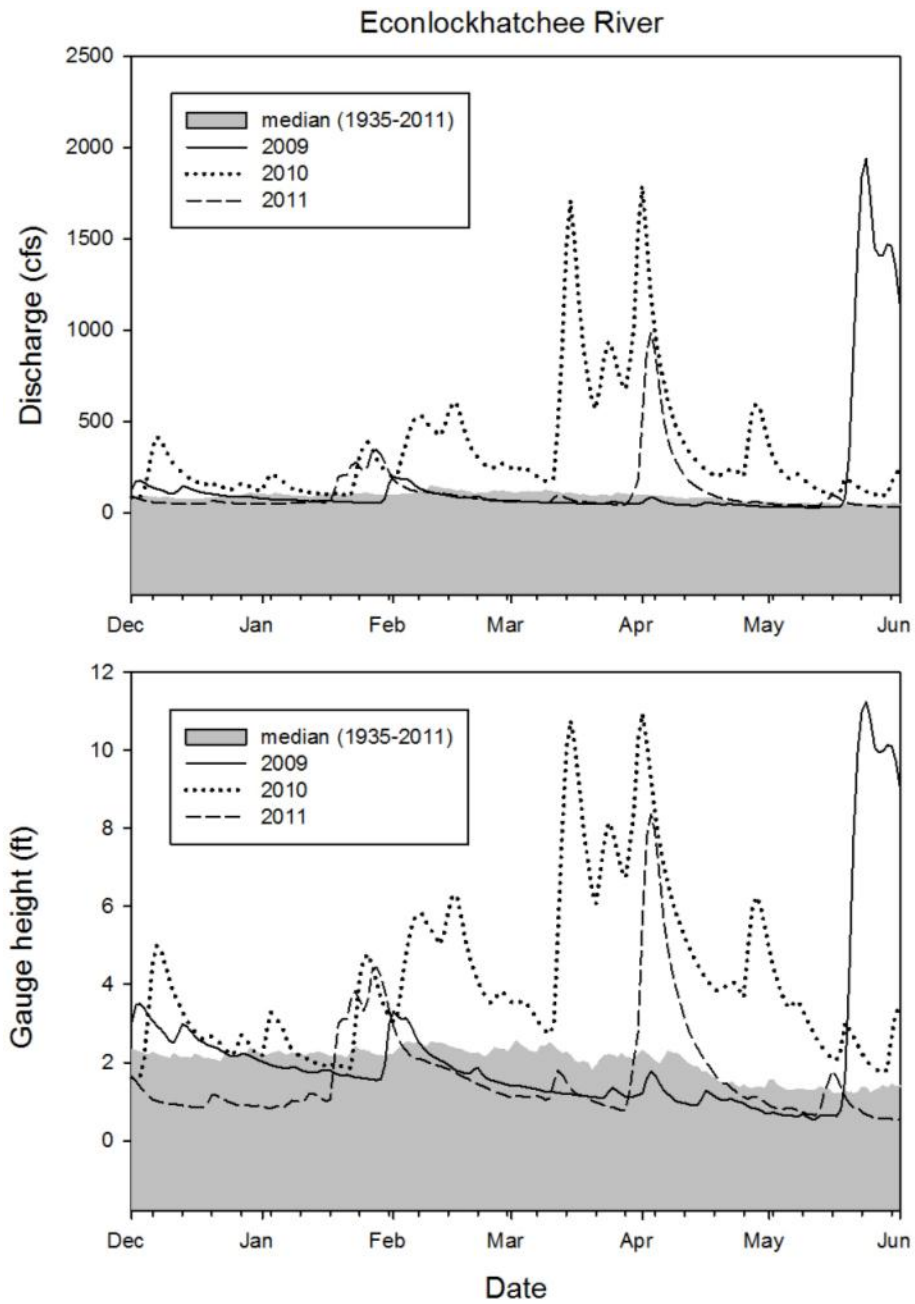 Econlockhatchee River
2500
2000
1500
1000
500
0
Discharge (cfs)
median (1935-2011)
2009
2010
2011
Dec Jan Feb Mar Apr May Jun
12
10
8
6
4
2
0
Gauge height (ft)
median (1935-2011)
2009
2010
2011
Dec Jan Feb Mar Apr May Jun
Date